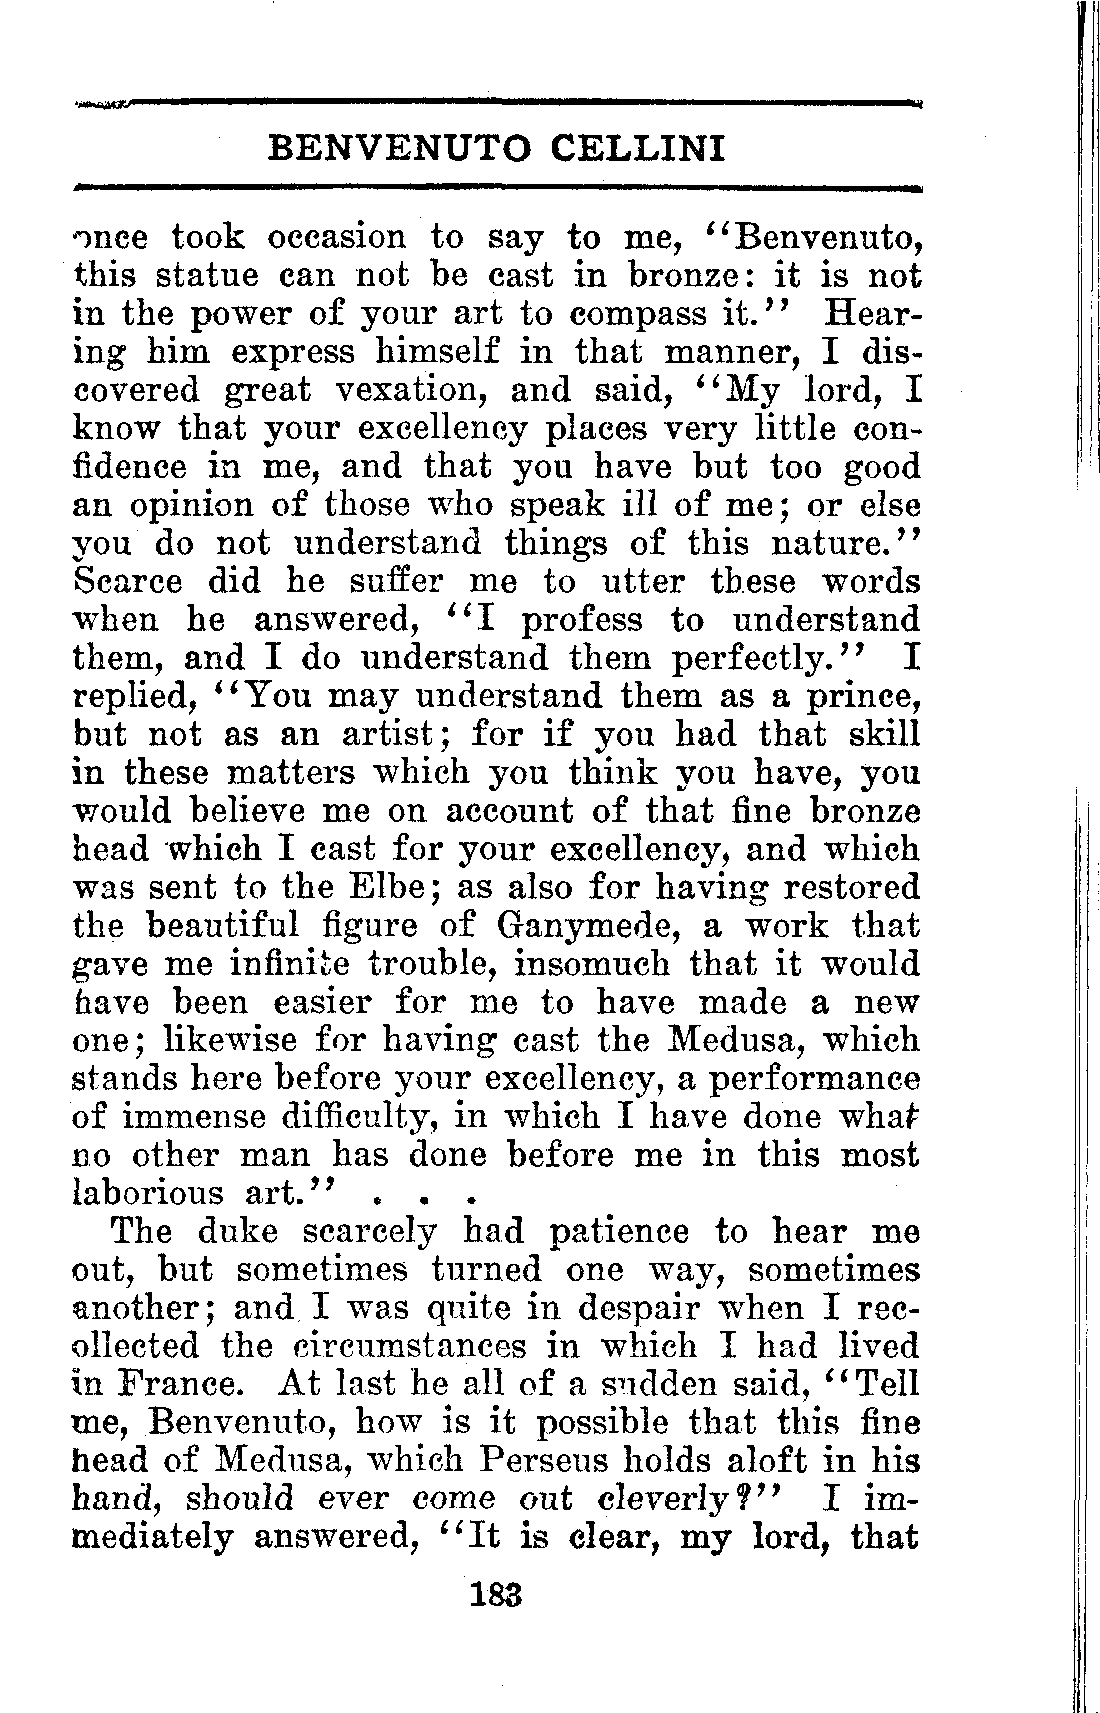 BENVENUTO CELLINI
once took occasion to say to me, "Benvenuto,
this statue can not be cast in bronze: it is not
in the power of your art to compass it." Hear-
ing him express himself in that manner, I dis-
covered great vexation, and said, "My lord, I
know that your excellency places very little con-
fidence in me, and that you have but too good
an opinion of those who speak ill of me; or else
you do not understand things of this nature."
Scarce did he suffer me to utter these words
when he answered, "I profess to understand
them, and I do understand them perfectly." I
replied, "You may understand them as a prince,
but not as an artist; for if you had that skill
in these matters which you think you have, you
would believe me on account of that fine bronze
head which I cast for your excellency, and which
was sent to the Elbe; as also for having restored
the beautiful figure of Ganymede, a work that
gave me infinite trouble, insomuch that it would
have been easier for me to have made a new
one; likewise for having cast the Medusa, which
stands here before your excellency, a performance
of immense difficulty, in which I have done what
no other man has done before me in this most
laborious art." . . .
The duke scarcely had patience to hear me
out, but sometimes turned one way, sometimes
another; and I was quite in despair when I rec-
ollected the circumstances in which I had lived
in France. At last he all of a sudden said, "Tell
me, Benvenuto, how is it possible that this fine
head of Medusa, which Perseus holds aloft in his
hand, should ever come out cleverly?" I im-
mediately answered, "It is clear, my lord, that
183